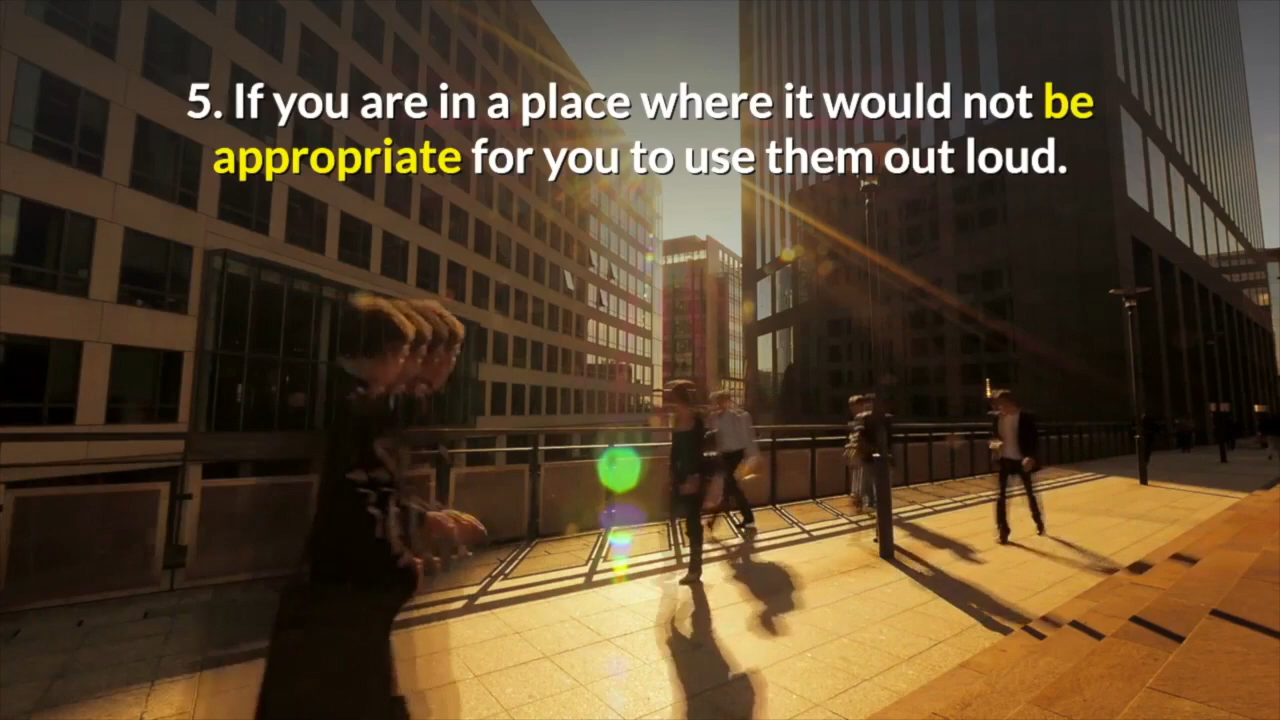 5. If you are in a place where it would not be
appropriate for you to use them out loud.